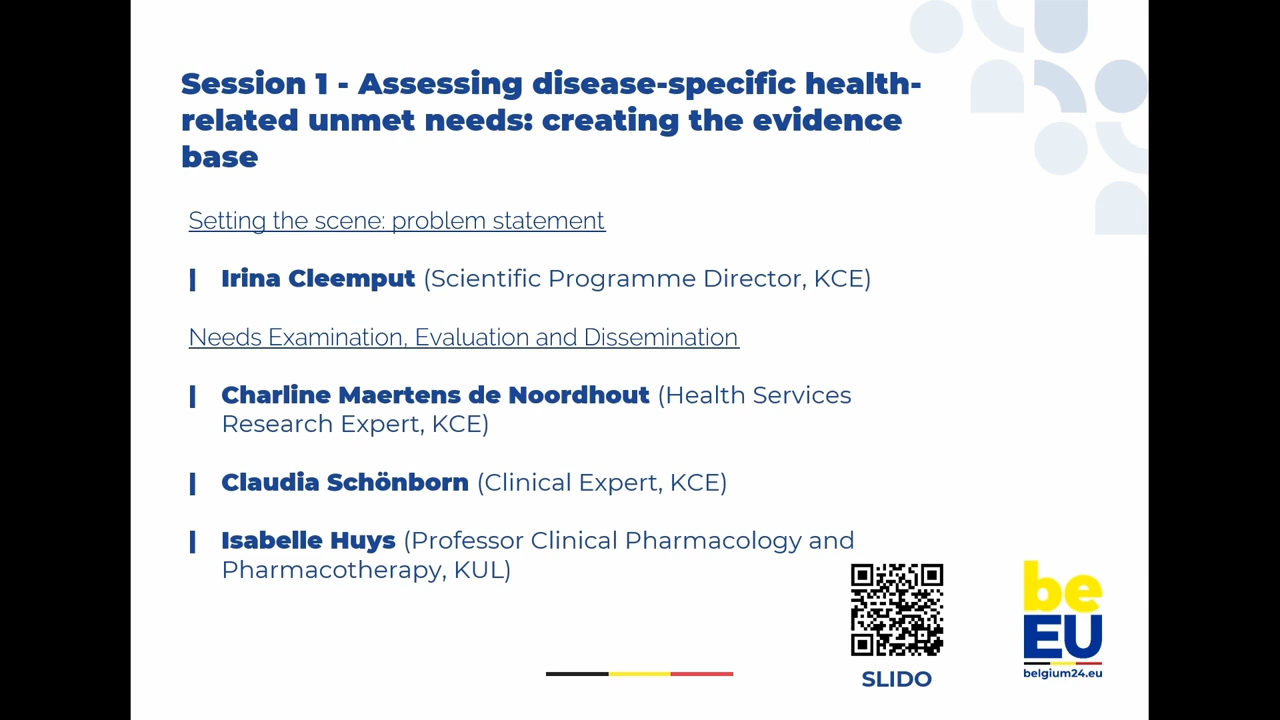 Session 1 - Assessing disease-specific health-
related unmet needs: creating the evidence
base
Setting the scene: problem statement
| Irina Cleemput (Scientific Programme Director, KCE)
Needs Examination, Evaluation and Dissemination
| Charline Maertens de Noordhout (Health Services
Research Expert, KCE)
| Claudia Schönborn (Clinical Expert, KCE)
| Isabelle Huys (Professor Clinical Pharmacology and
Pharmacotherapy, KUL)
SLIDO
be
EU
belgium24.eu